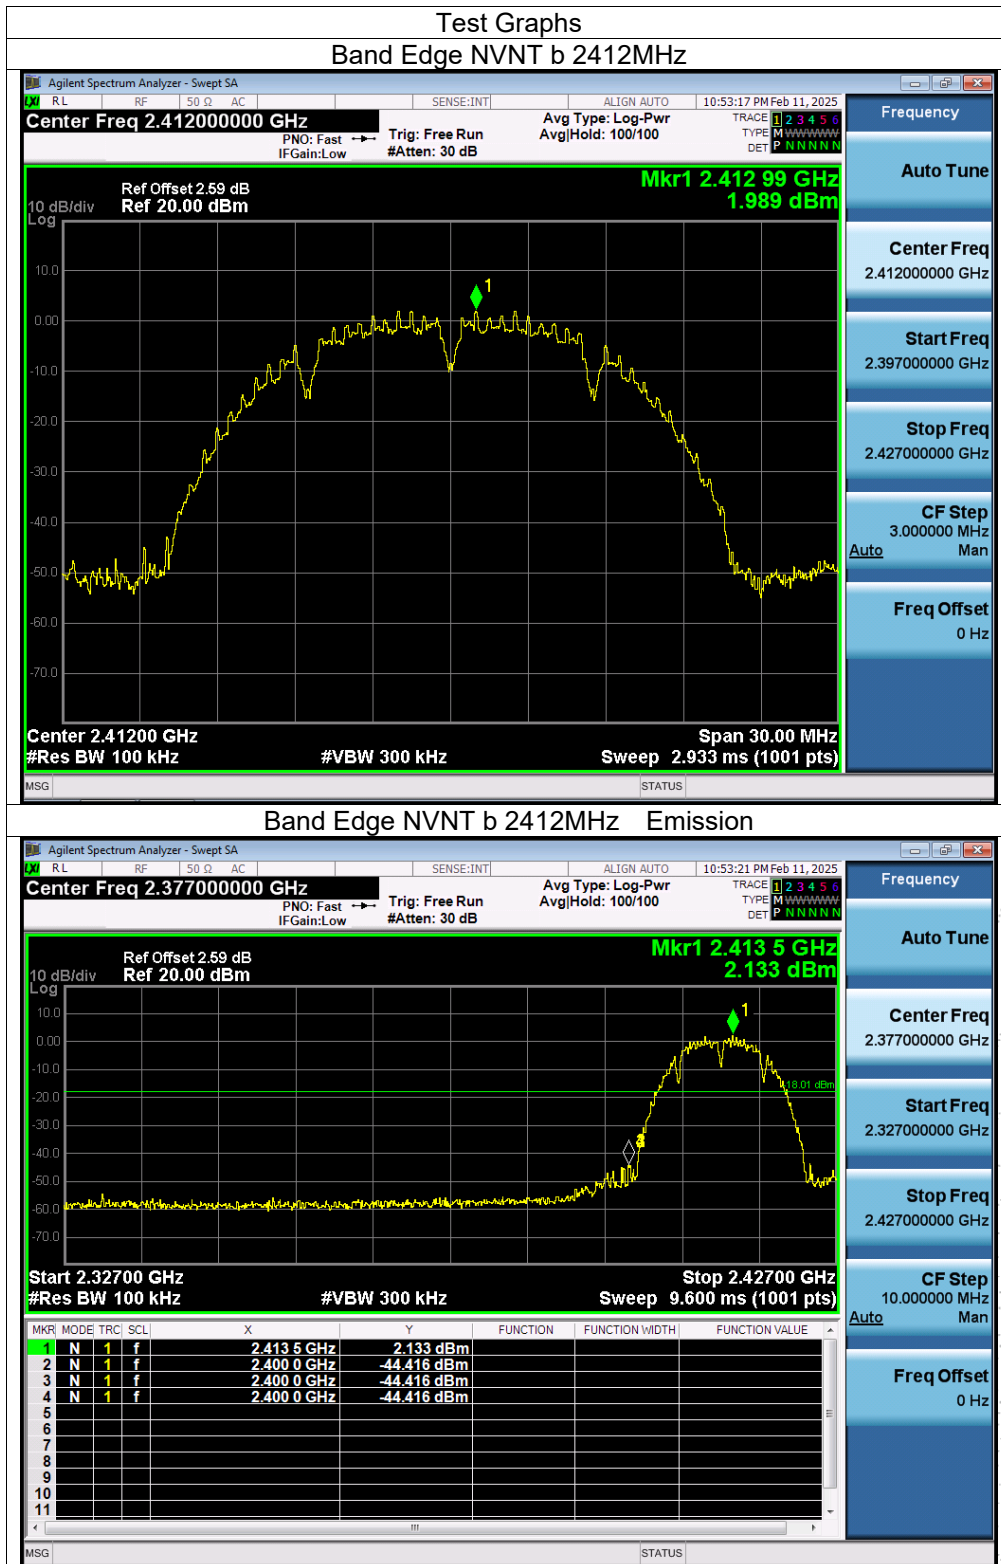 Test Graphs
Band Edge NVNT b 2412MHz
Agilent Spectrum Analyzer - Swept SA
LXI RL RF 50 Ω AC SENSE:INT ALIGN AUTO 10:53:17 PM Feb 11, 2025
Center Freq 2.412000000 GHz
PNO: Fast
IFGain:Low
Trig: Free Run
#Atten: 30 dB
Avg Type: Log-Pwr
Avg|Hold: 100/100
TRACE 1 2 3 4 5 6
TYPE M WWWWW
DET P N N N N N
Frequency
Auto Tune
Center Freq
2.412000000 GHz
Start Freq
2.397000000 GHz
Stop Freq
2.427000000 GHz
CF Step
3.000000 MHz
Auto Man
Freq Offset
0 Hz
Mkr1 2.412 99 GHz
1.989 dBm
Ref Offset 2.59 dB
10 dB/div Ref 20.00 dBm
Log
1
10.0
0.00
-10.0
-20.0
-30.0
-40.0
-50.0
-60.0
-70.0
Center 2.41200 GHz Span 30.00 MHz
#Res BW 100 kHz #VBW 300 kHz Sweep 2.933 ms (1001 pts)
MSG STATUS
Band Edge NVNT b 2412MHz Emission
Agilent Spectrum Analyzer - Swept SA
LXI RL RF 50 Ω AC SENSE:INT ALIGN AUTO 10:53:21 PM Feb 11, 2025
Center Freq 2.377000000 GHz
PNO: Fast
IFGain:Low
Trig: Free Run
#Atten: 30 dB
Avg Type: Log-Pwr
Avg|Hold: 100/100
TRACE 1 2 3 4 5 6
TYPE M WWWWW
DET P N N N N N
Frequency
Auto Tune
Center Freq
2.377000000 GHz
Start Freq
2.327000000 GHz
Stop Freq
2.427000000 GHz
CF Step
10.000000 MHz
Auto Man
Freq Offset
0 Hz
Mkr1 2.413 5 GHz
2.133 dBm
Ref Offset 2.59 dB
10 dB/div Ref 20.00 dBm
Log
1
10.0
0.00
-10.0
-20.0
-30.0
-40.0
-50.0
-60.0
-70.0
18.01 dBm
Start 2.32700 GHz Stop 2.42700 GHz
#Res BW 100 kHz #VBW 300 kHz Sweep 9.600 ms (1001 pts)
MKR MODE TRC SCL X Y FUNCTION FUNCTION WIDTH FUNCTION VALUE
1 N 1 f 2.413 5 GHz 2.133 dBm
2 N 1 f 2.400 0 GHz -44.416 dBm
3 N 1 f 2.400 0 GHz -44.416 dBm
4 N 1 f 2.400 0 GHz -44.416 dBm
5
6
7
8
9
10
11
MSG STATUS